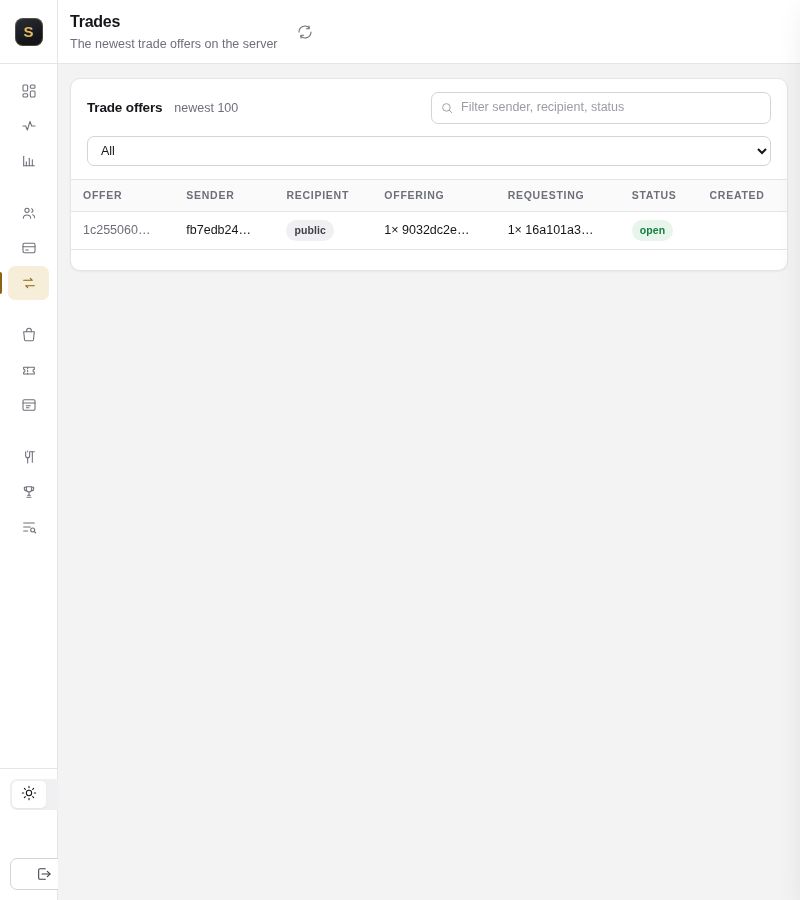 S
Trades
The newest trade offers on the server
Trade offers newest 100
Filter sender, recipient, status
All
OFFER SENDER RECIPIENT OFFERING REQUESTING STATUS CREATED
1c255060… fb7edb24… public 1× 9032dc2e… 1× 16a101a3… open